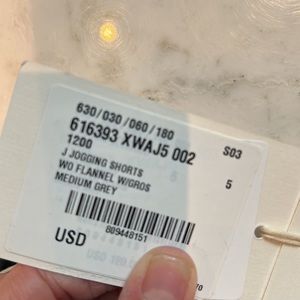 630/030/060/180
616393 XWAJ5 002 S03
1200
J JOGGING SHORTS 5
WO FLANNEL W/GROS
MEDIUM GREY
809448151
USD
70